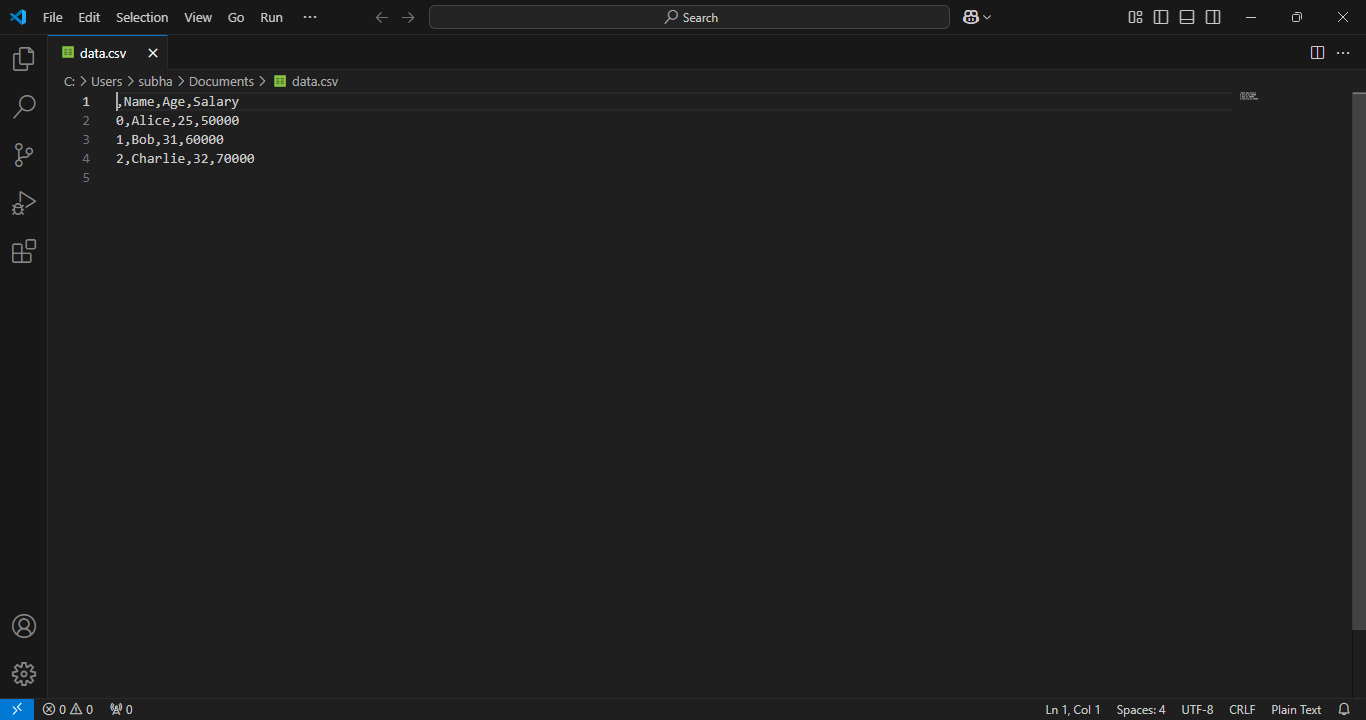 File Edit Selection View Go Run ··· Search
data.csv
C: > Users > subha > Documents > data.csv
1 ,Name,Age,Salary
2 0,Alice,25,50000
3 1,Bob,31,60000
4 2,Charlie,32,70000
5
0 0 0 Ln 1, Col 1 Spaces: 4 UTF-8 CRLF Plain Text